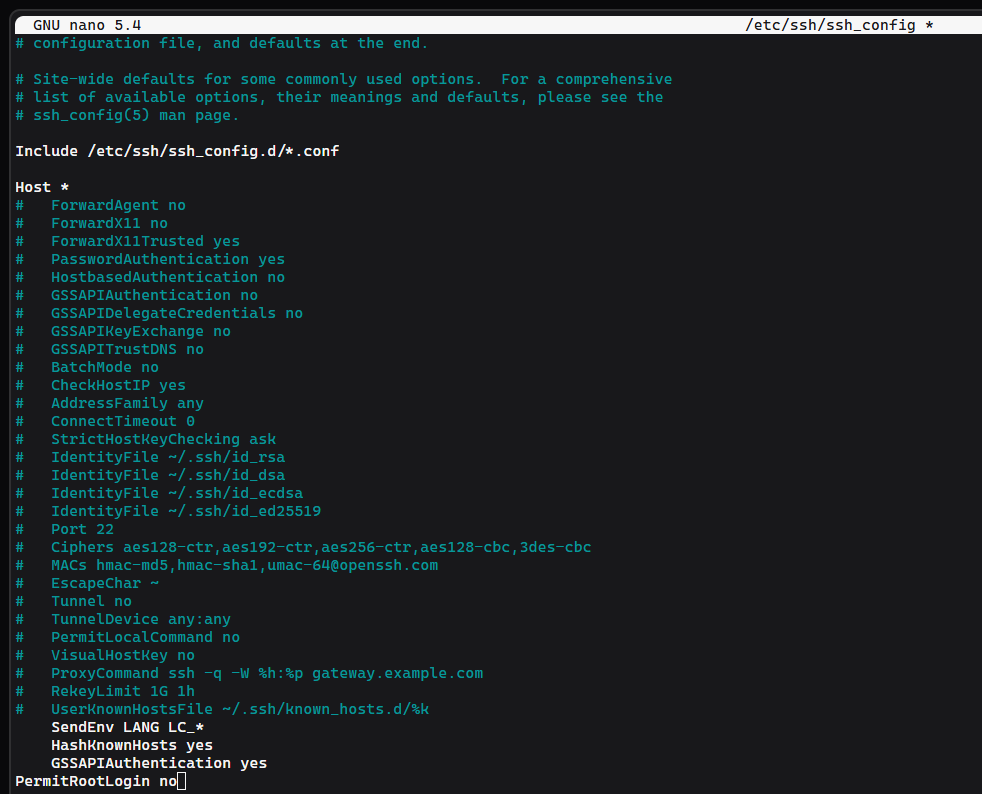 GNU nano 5.4 /etc/ssh/ssh_config *
# configuration file, and defaults at the end.
# Site-wide defaults for some commonly used options.  For a comprehensive
# list of available options, their meanings and defaults, please see the
# ssh_config(5) man page.
Include /etc/ssh/ssh_config.d/*.conf
Host *
#   ForwardAgent no
#   ForwardX11 no
#   ForwardX11Trusted yes
#   PasswordAuthentication yes
#   HostbasedAuthentication no
#   GSSAPIAuthentication no
#   GSSAPIDelegateCredentials no
#   GSSAPIKeyExchange no
#   GSSAPITrustDNS no
#   BatchMode no
#   CheckHostIP yes
#   AddressFamily any
#   ConnectTimeout 0
#   StrictHostKeyChecking ask
#   IdentityFile ~/.ssh/id_rsa
#   IdentityFile ~/.ssh/id_dsa
#   IdentityFile ~/.ssh/id_ecdsa
#   IdentityFile ~/.ssh/id_ed25519
#   Port 22
#   Ciphers aes128-ctr,aes192-ctr,aes256-ctr,aes128-cbc,3des-cbc
#   MACs hmac-md5,hmac-sha1,umac-64@openssh.com
#   EscapeChar ~
#   Tunnel no
#   TunnelDevice any:any
#   PermitLocalCommand no
#   VisualHostKey no
#   ProxyCommand ssh -q -W %h:%p gateway.example.com
#   RekeyLimit 1G 1h
#   UserKnownHostsFile ~/.ssh/known_hosts.d/%k
    SendEnv LANG LC_*
    HashKnownHosts yes
    GSSAPIAuthentication yes
PermitRootLogin no